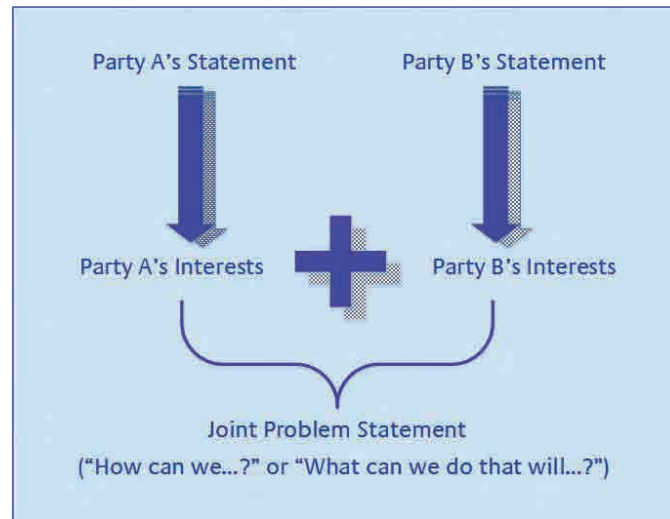 Party A’s Statement
Party B’s Statement
Party A’s Interests
Party B’s Interests
Joint Problem Statement
(“How can we...?” or “What can we do that will...?”)